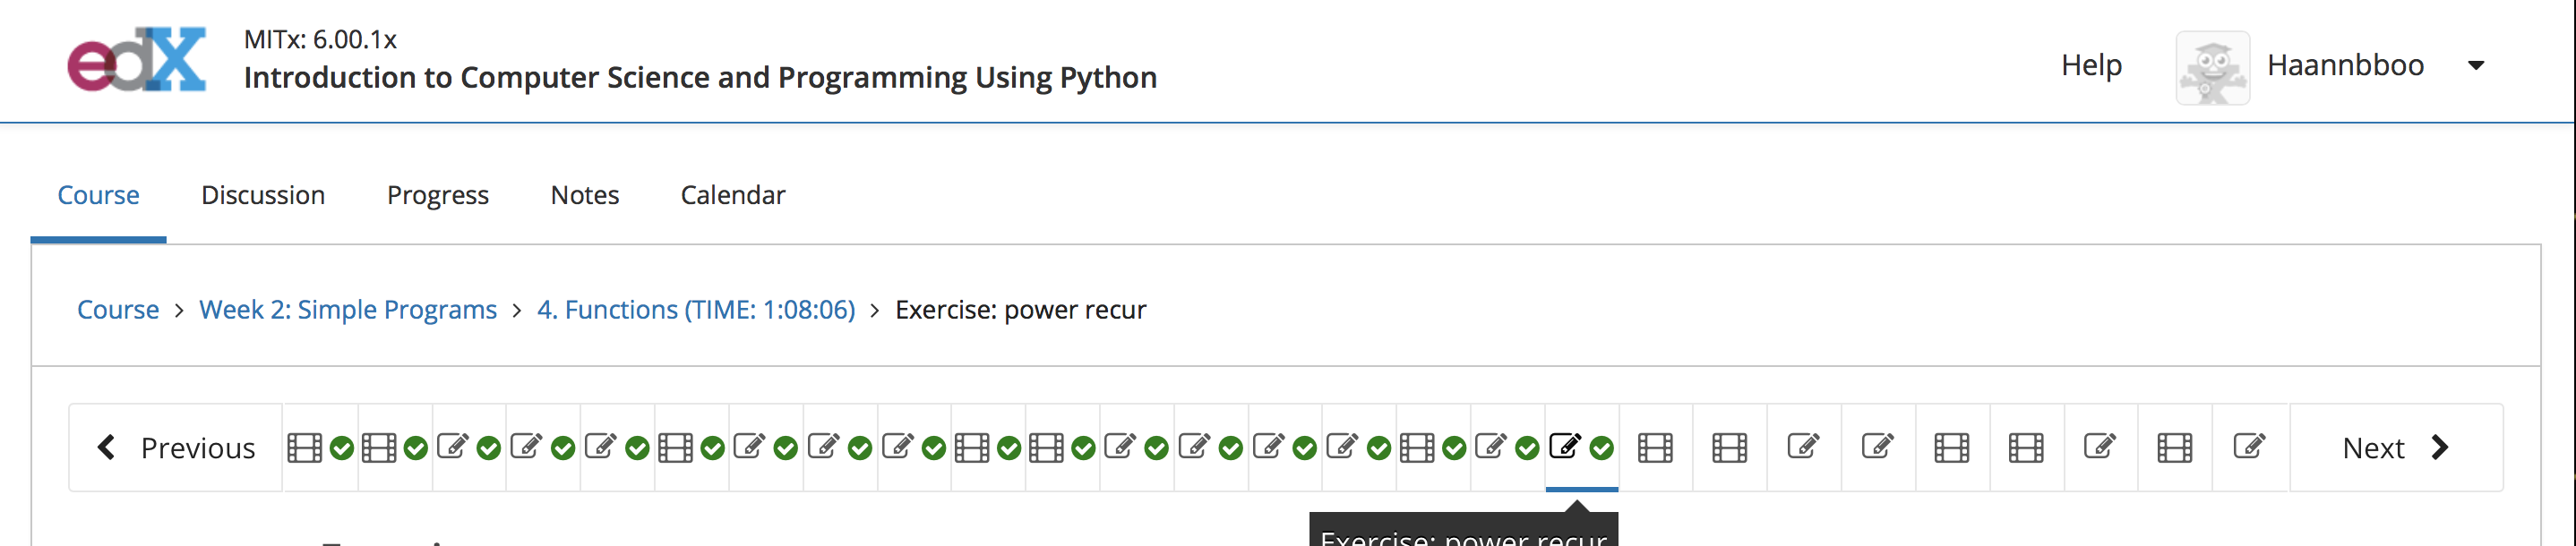 edX
MITx: 6.00.1x
Introduction to Computer Science and Programming Using Python
Help
Haannbboo
Course
Discussion
Progress
Notes
Calendar
Course > Week 2: Simple Programs > 4. Functions (TIME: 1:08:06) > Exercise: power recur
Previous
Next
Exercise: power recur